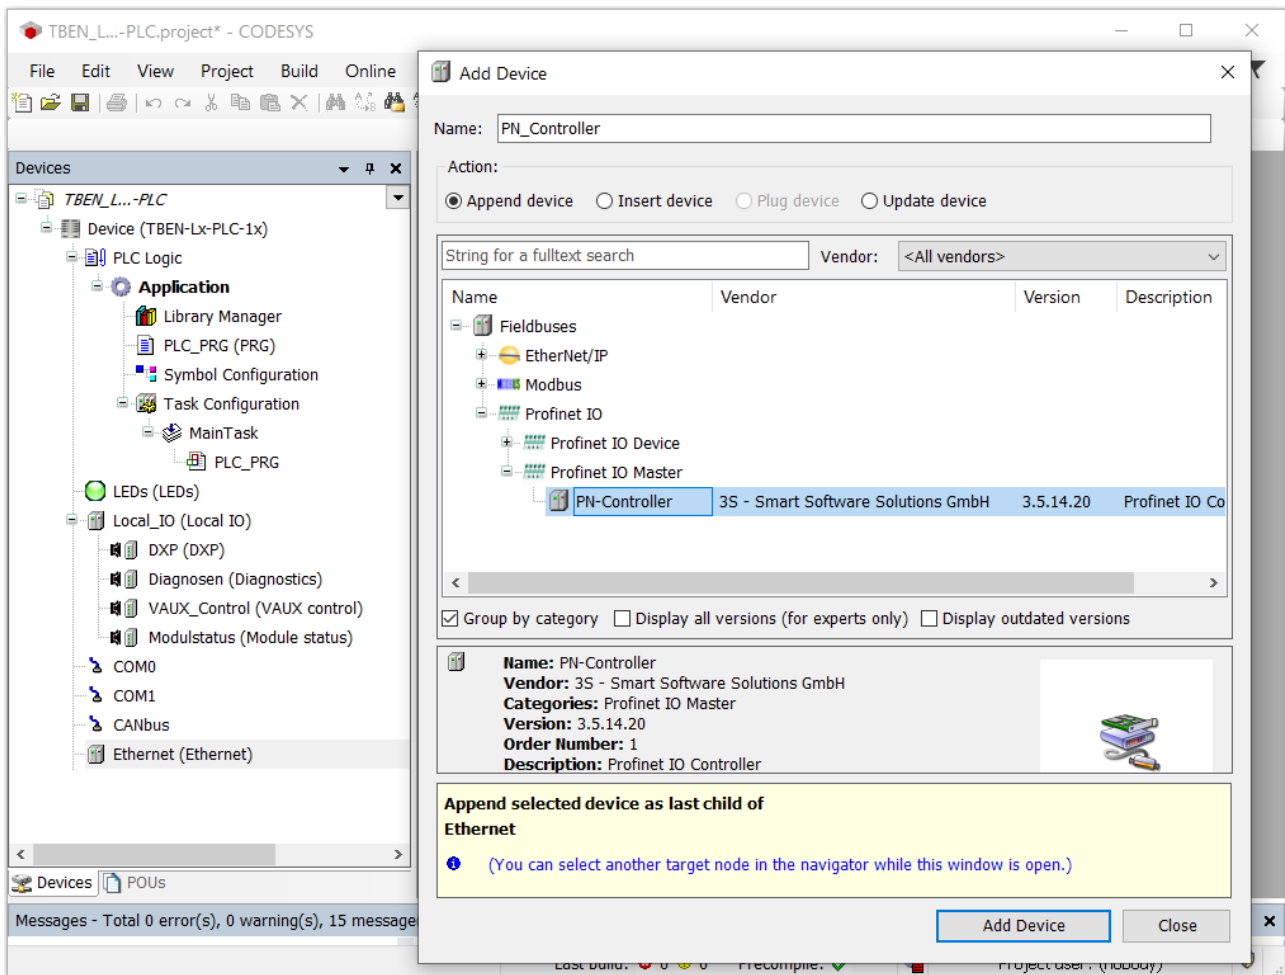 TBEN_L...-PLC.project* - CODESYS
File Edit View Project Build Online
Devices
TBEN_L...-PLC
Device (TBEN-Lx-PLC-1x)
PLC Logic
Application
Library Manager
PLC_PRG (PRG)
Symbol Configuration
Task Configuration
MainTask
PLC_PRG
LEDs (LEDs)
Local_IO (Local IO)
DXP (DXP)
Diagnosen (Diagnostics)
VAUX_Control (VAUX control)
Modulstatus (Module status)
COM0
COM1
CANbus
Ethernet (Ethernet)
Devices POUs
Messages - Total 0 error(s), 0 warning(s), 15 message
Add Device
Name: PN_Controller
Action:
Append device Insert device Plug device Update device
String for a fulltext search Vendor: <All vendors>
Name Vendor Version Description
Fieldbuses
EtherNet/IP
Modbus
Profinet IO
Profinet IO Device
Profinet IO Master
PN-Controller 3S - Smart Software Solutions GmbH 3.5.14.20 Profinet IO Co
Group by category Display all versions (for experts only) Display outdated versions
Name: PN-Controller
Vendor: 3S - Smart Software Solutions GmbH
Categories: Profinet IO Master
Version: 3.5.14.20
Order Number: 1
Description: Profinet IO Controller
Append selected device as last child of
Ethernet
(You can select another target node in the navigator while this window is open.)
Add Device Close
Last build: 0 0 Precompile: Project user: (nobody)